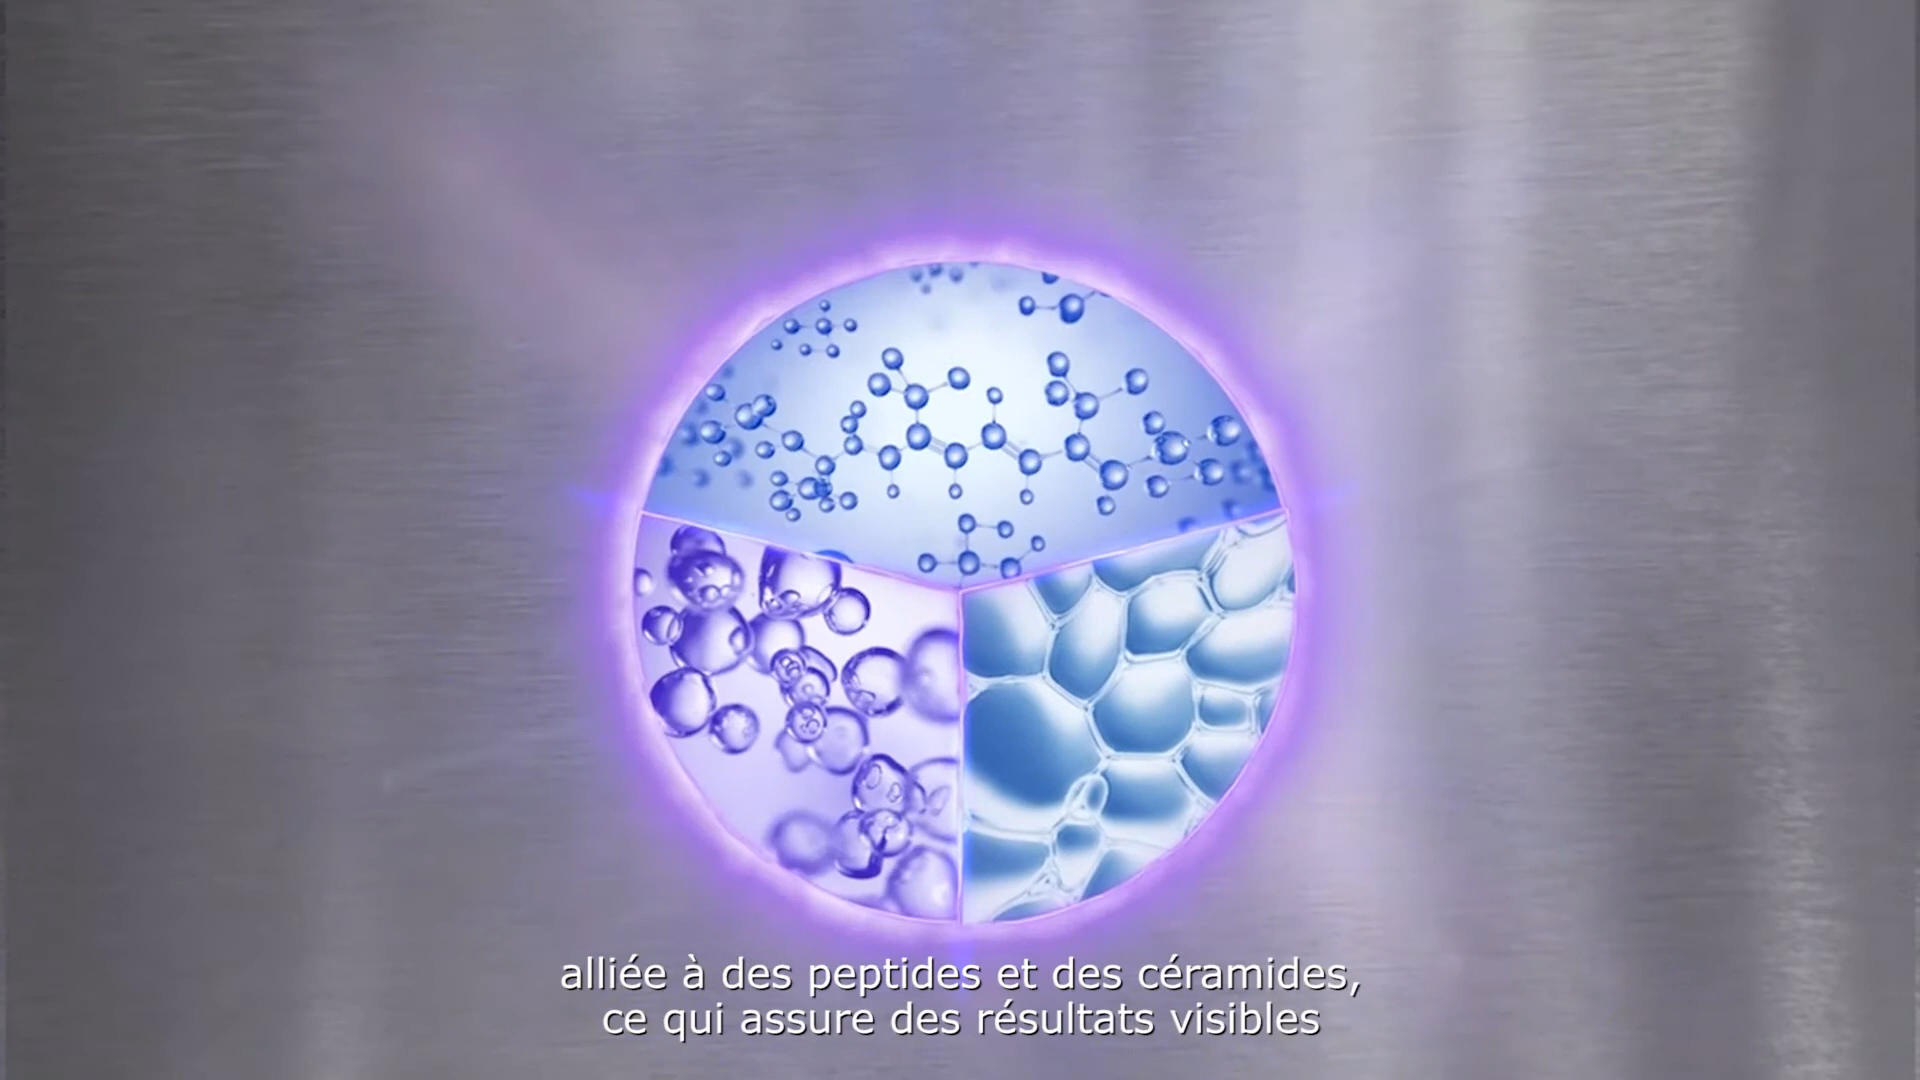 alliée à des peptides et des céramides,
ce qui assure des résultats visibles